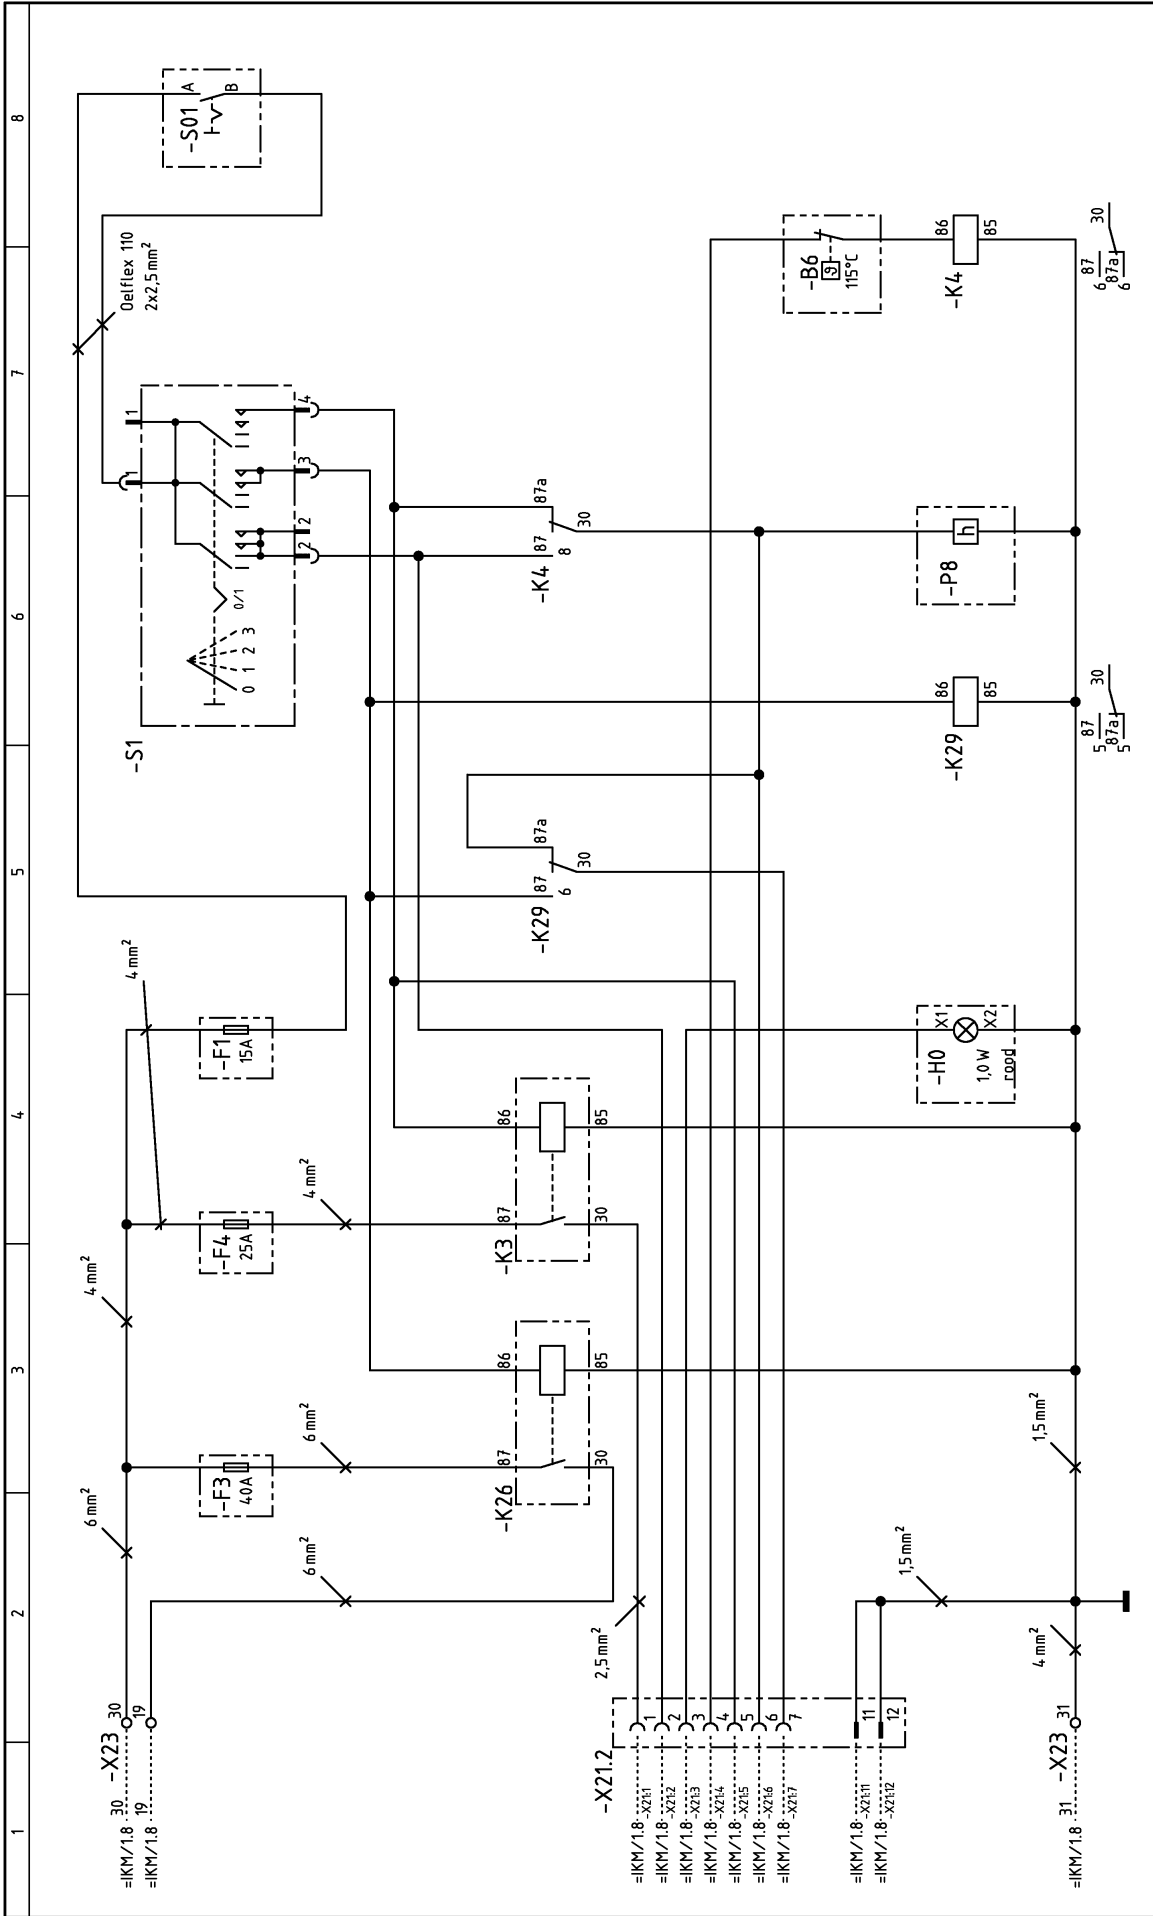 1
2
3
4
5
6
7
8
=IKM/1.8
30
-X23
30
=IKM/1.8
19
19
6 mm²
4 mm²
4 mm²
-F3
40A
-F4
25A
-F1
15A
6 mm²
6 mm²
4 mm²
-S1
0
1
2
3
0/1
1
1
2
2
3
4
Oelflex 110
2x2,5 mm²
-S01
A
B
-K26
87
30
86
85
-K3
87
30
86
85
-K29
87
6
87a
30
-K4
87
8
87a
30
2,5 mm²
-X21.2
=IKM/1.8
-X21:1
1
=IKM/1.8
-X21:2
2
=IKM/1.8
-X21:3
3
=IKM/1.8
-X21:4
4
=IKM/1.8
-X21:5
5
=IKM/1.8
-X21:6
6
=IKM/1.8
-X21:7
7
=IKM/1.8
-X21:11
11
=IKM/1.8
-X21:12
12
1,5 mm²
-B6
ϑ
115°C
-H0
1,0 W
rood
X1
X2
-K29
86
85
-P8
h
-K4
86
85
=IKM/1.8
31
-X23
31
4 mm²
1,5 mm²
87
5
87a
5
30
87
6
87a
6
30